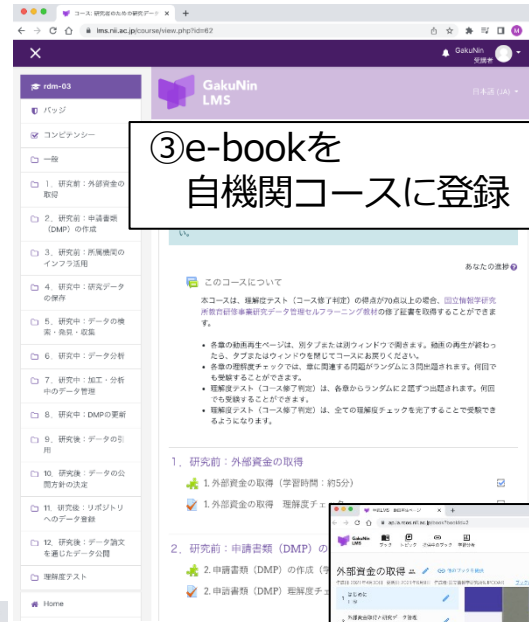 コース: 研究者のための研究データ
lms.nii.ac.jp/course/view.php?id=62
GakuNin
受講者
rdm-03
GakuNin
LMS
日本語 (JA)
バッジ
コンピテンシー
一般
1. 研究前：外部資金の
取得
2. 研究前：申請書類
（DMP）の作成
3. 研究前：所属機関の
インフラ活用
4. 研究中：研究データ
の保存
5. 研究中：データの検
索・発見・収集
6. 研究中：データ分析
7. 研究中：加工・分析
中のデータ管理
8. 研究中：DMPの更新
9. 研究後：データの引
用
10. 研究後：データの公
開方針の決定
11. 研究後：リポジトリ
へのデータ登録
12. 研究後：データ論文
を通じたデータ公開
理解度テスト
Home
③e-bookを
自機関コースに登録
い。
あなたの進捗
このコースについて
本コースは、理解度テスト（コース修了判定）の得点が70点以上の場合、国立情報学研究
所教育研修事業研究データ管理セルフラーニング教材の修了証書を取得することができま
す。
• 各章の動画再生ページは、別タブまたは別ウィンドウで開きます。動画の再生が終わっ
たら、タブまたはウィンドウを閉じてコースにお戻りください。
• 各章の理解度チェックでは、章に関連する問題がランダムに３問出題されます。何回で
も受験することができます。
• 理解度テスト（コース修了判定）は、各章からランダムに２題ずつ出題されます。何回
でも受験することができます。
• 理解度テスト（コース修了判定）は、全ての理解度チェックを完了することで受験でき
るようになります。
1. 研究前：外部資金の取得
1. 外部資金の取得（学習時間：約5分）
1. 外部資金の取得 理解度チェ
2. 研究前：申請書類（DMP）の
2. 申請書類（DMP）の作成（学
2. 申請書類（DMP）理解度チェ
外部資金の取得
はじめに